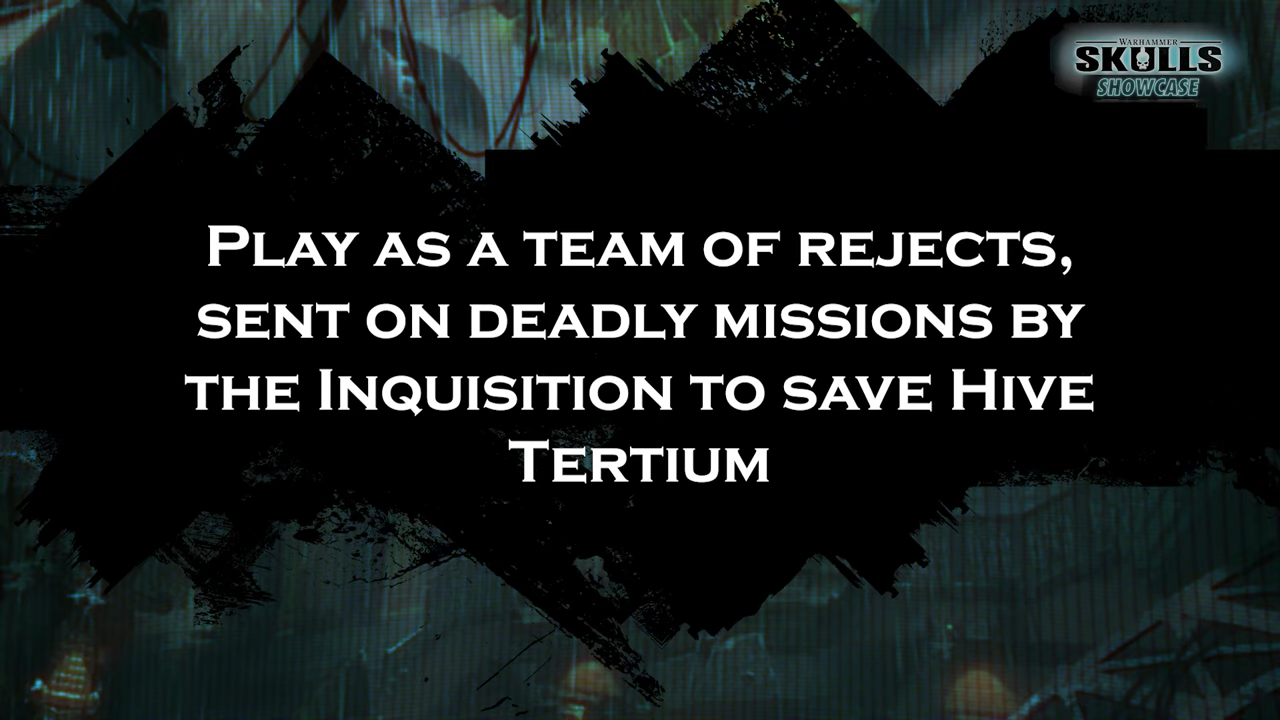 WARHAMMER
SKULLS
SHOWCASE
PLAY AS A TEAM OF REJECTS,
SENT ON DEADLY MISSIONS BY
THE INQUISITION TO SAVE HIVE
TERTIUM